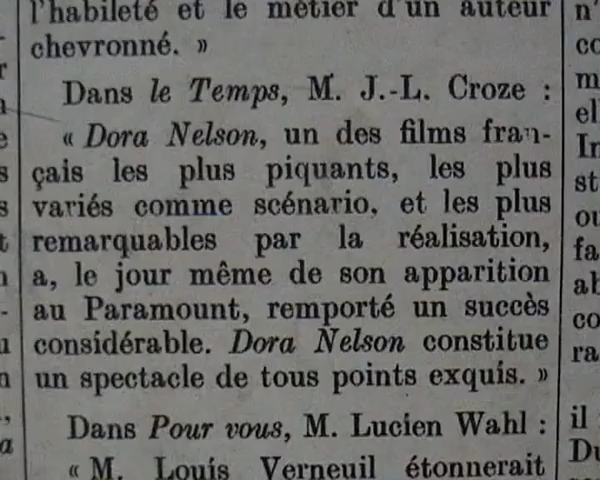 l'habileté et le métier d'un auteur
chevronné. »
Dans le Temps, M. J.-L. Croze :
« Dora Nelson, un des films fran-
çais les plus piquants, les plus
variés comme scénario, et les plus
remarquables par la réalisation,
a, le jour même de son apparition
au Paramount, remporté un succès
considérable. Dora Nelson constitue
un spectacle de tous points exquis. »
Dans Pour vous, M. Lucien Wahl :
« M. Louis Verneuil étonnerait